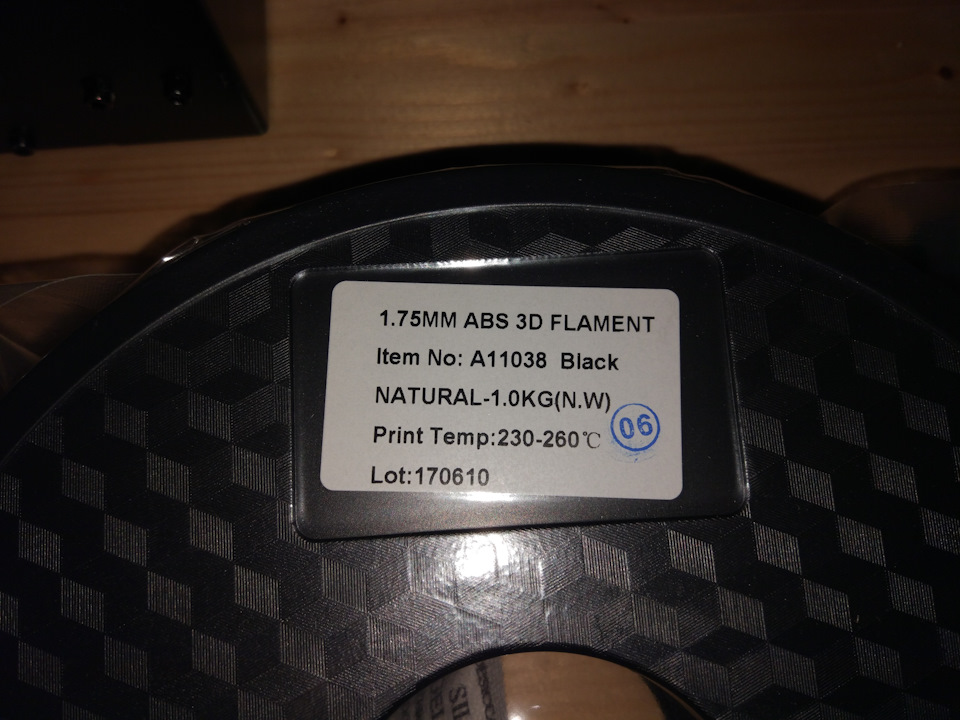 1.75MM ABS 3D FLAMENT
Item No: A11038 Black
NATURAL-1.0KG(N.W)
06
Print Temp:230-260℃
Lot:170610